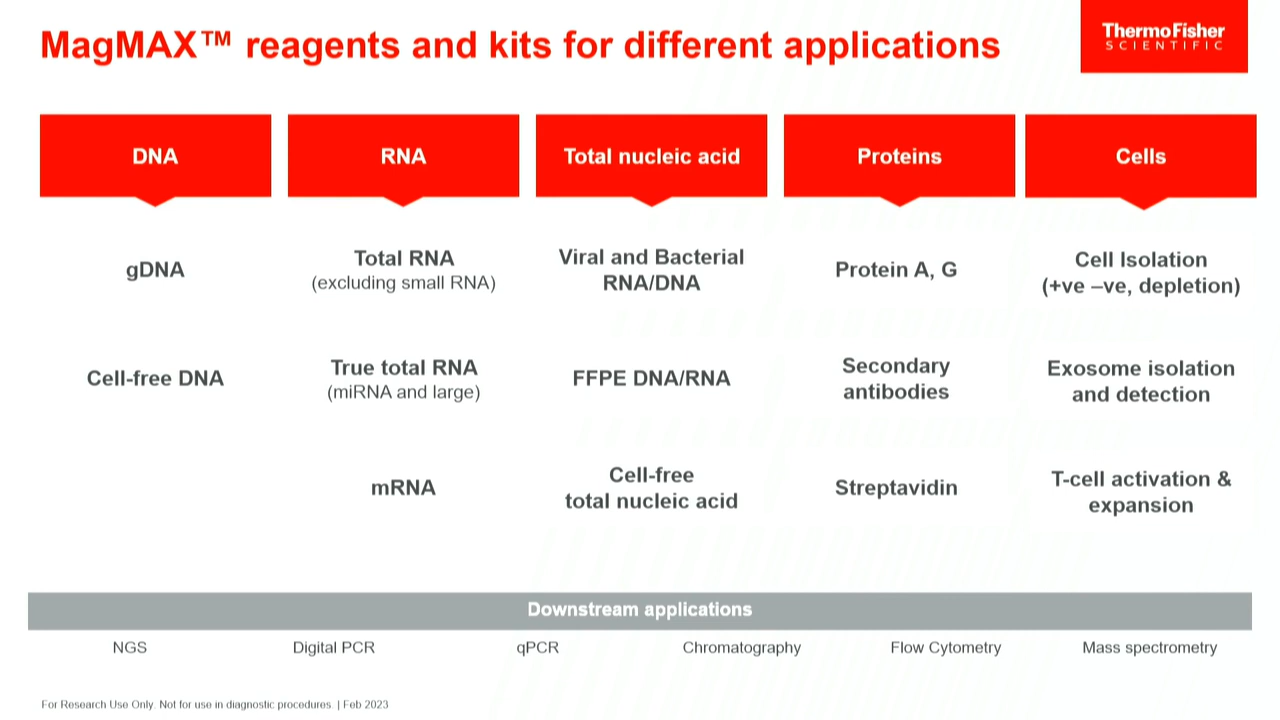 MagMAX™ reagents and kits for different applications
ThermoFisher
SCIENTIFIC
DNA
RNA
Total nucleic acid
Proteins
Cells
gDNA
Total RNA
(excluding small RNA)
Viral and Bacterial
RNA/DNA
Protein A, G
Cell Isolation
(+ve –ve, depletion)
Cell-free DNA
True total RNA
(miRNA and large)
FFPE DNA/RNA
Secondary
antibodies
Exosome isolation
and detection
mRNA
Cell-free
total nucleic acid
Streptavidin
T-cell activation &
expansion
Downstream applications
NGS
Digital PCR
qPCR
Chromatography
Flow Cytometry
Mass spectrometry
For Research Use Only. Not for use in diagnostic procedures. | Feb 2023